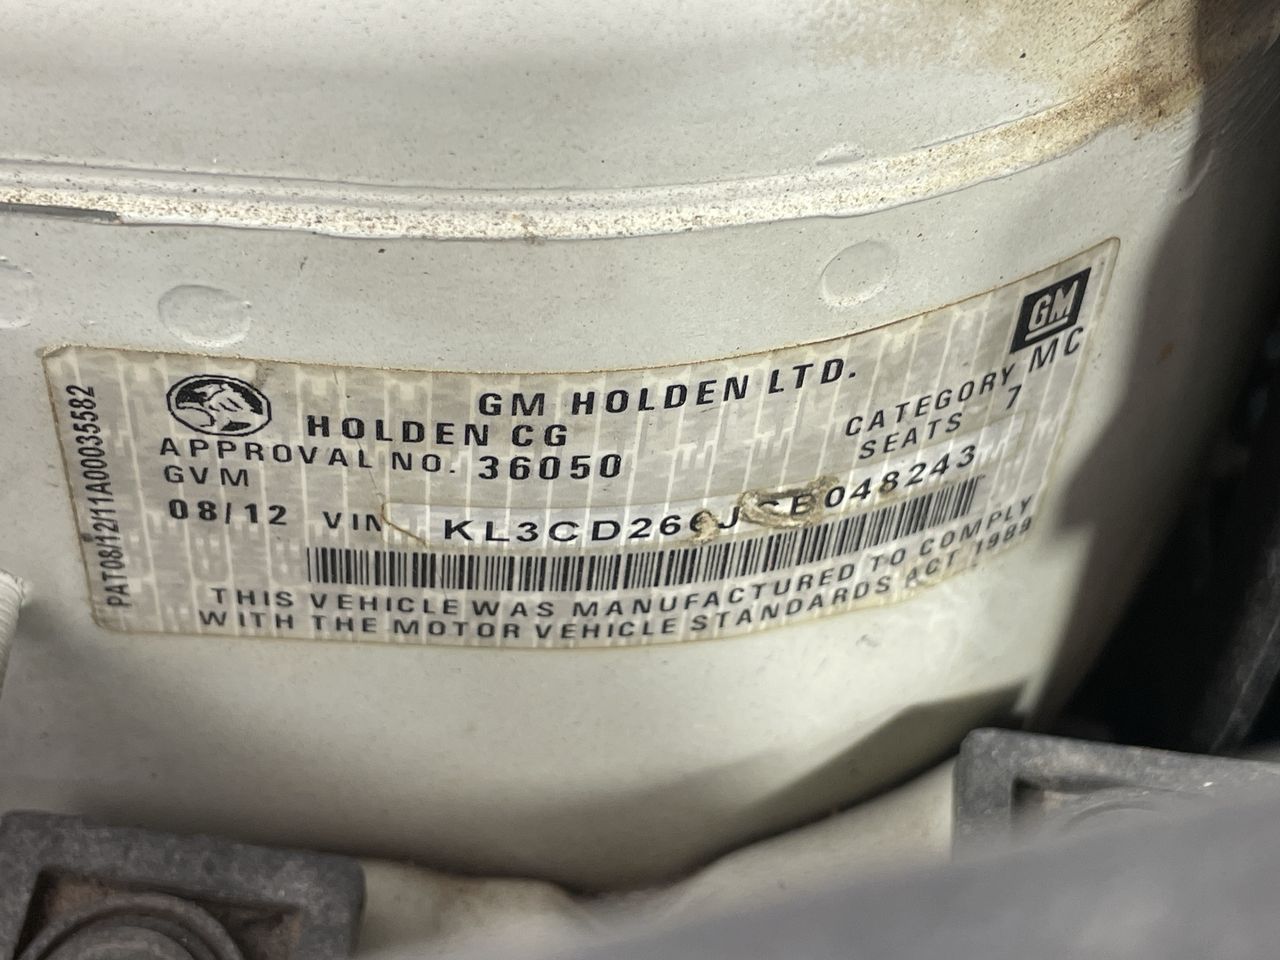 GM
GM HOLDEN LTD.
HOLDEN CG
CATEGORY MC
APPROVAL NO. 36050
SEATS 7
GVM
08/12 VIN
THIS VEHICLE WAS MANUFACTURED TO COMPLY
WITH THE MOTOR VEHICLE STANDARDS ACT 1989
PAT08/12/11A00035582